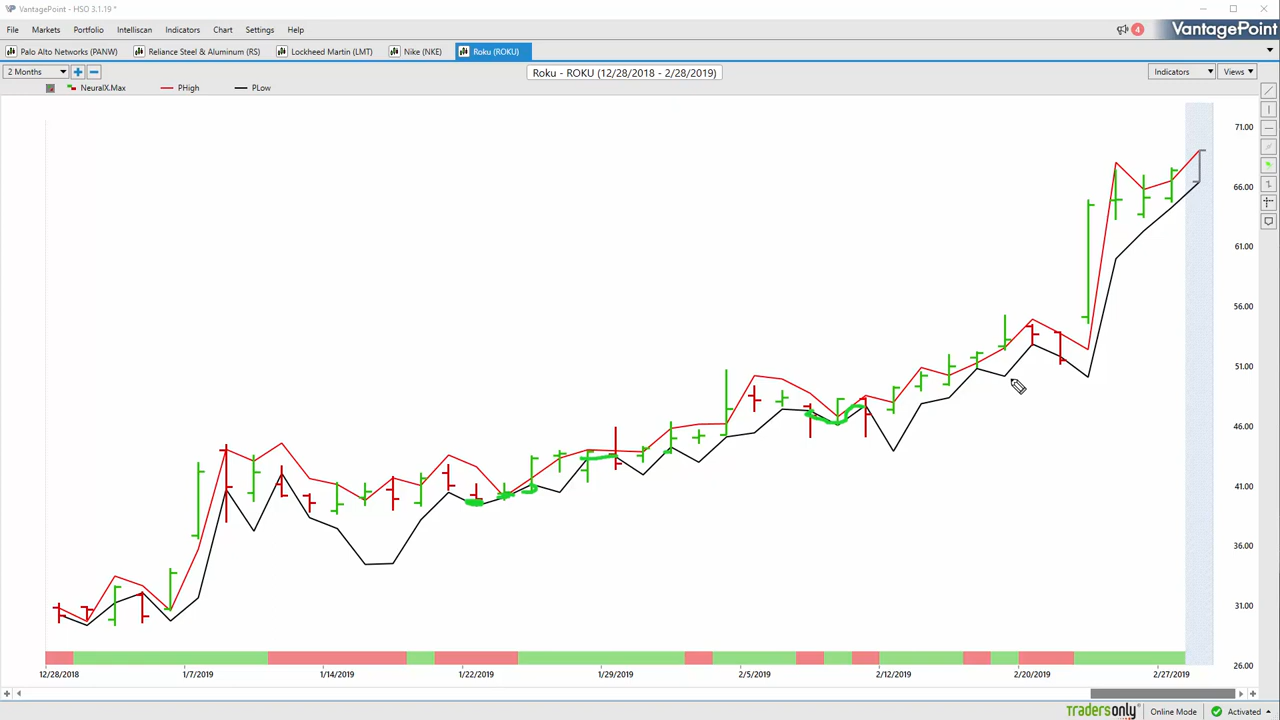 VantagePoint - HSO 3.1.19 *
File Markets Portfolio Intelliscan Indicators Chart Settings Help
4 VantagePoint
Palo Alto Networks (PANW) Reliance Steel & Aluminum (RS) Lockheed Martin (LMT) Nike (NKE) Roku (ROKU)
2 Months Roku - ROKU (12/28/2018 - 2/28/2019) Indicators Views
NeuralX.Max PHigh PLow
71.00
66.00
61.00
56.00
51.00
46.00
41.00
36.00
31.00
26.00
12/28/2018 1/7/2019 1/14/2019 1/22/2019 1/29/2019 2/5/2019 2/12/2019 2/20/2019 2/27/2019
tradersonly Online Mode Activated